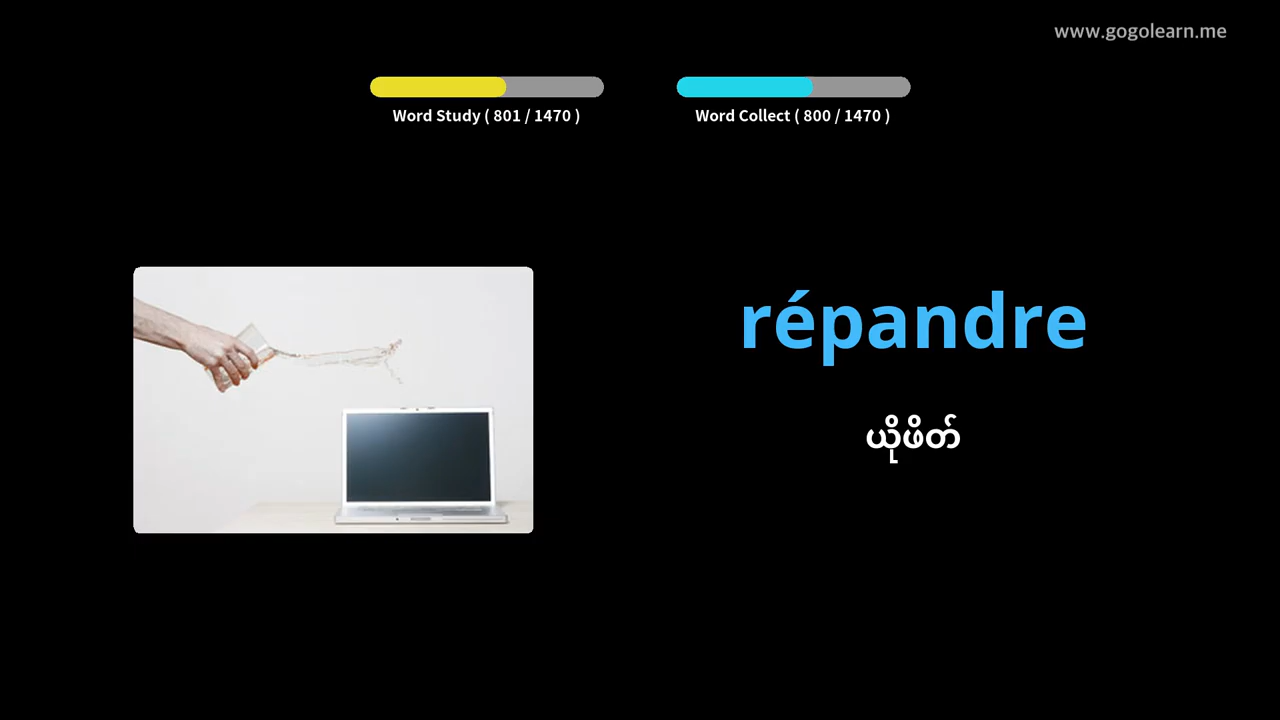 www.gogolearn.me
Word Study ( 801 / 1470 )
Word Collect ( 800 / 1470 )
répandre
ယိုဖိတ်